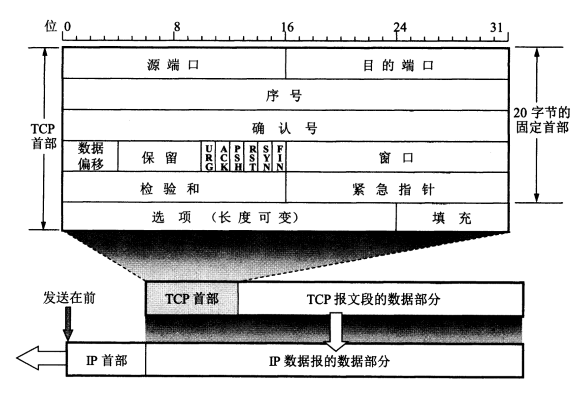 位 0 8 16 24 31
源端口 目的端口
序号
TCP
首部
20 字节的
固定首部
确认号
数据
偏移
保留
URG
ACK
PSH
RST
SYN
FIN
窗口
检验和 紧急指针
选项 (长度可变) 填充
发送在前
TCP 首部 TCP 报文段的数据部分
IP 首部 IP 数据报的数据部分